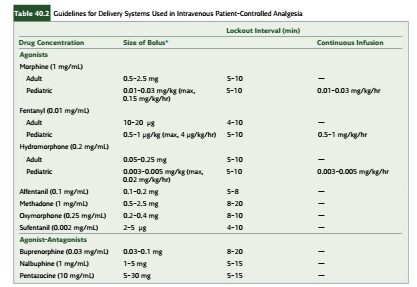 Table 40.2 Guidelines for Delivery Systems Used in Intravenous Patient-Controlled Analgesia
Lockout Interval (min)
Drug Concentration Size of Bolus* Continuous Infusion
Agonists
Morphine (1 mg/mL)
Adult 0.5–2.5 mg 5–10 —
Pediatric 0.01–0.03 mg/kg (max, 5–10 0.01–0.03 mg/kg/hr
0.15 mg/kg/hr)
Fentanyl (0.01 mg/mL)
Adult 10–20 µg 4–10 —
Pediatric 0.5–1 µg/kg (max, 4 µg/kg/hr) 5–10 0.5–1 mg/kg/hr
Hydromorphone (0.2 mg/mL)
Adult 0.05–0.25 mg 5–10 —
Pediatric 0.003–0.005 mg/kg (max, 5–10 0.003–0.005 mg/kg/hr
0.02 mg/kg/hr)
Alfentanil (0.1 mg/mL) 0.1–0.2 mg 5–8 —
Methadone (1 mg/mL) 0.5–2.5 mg 8–20 —
Oxymorphone (0.25 mg/mL) 0.2–0.4 mg 8–10 —
Sufentanil (0.002 mg/mL) 2–5 µg 4–10 —
Agonist-Antagonists
Buprenorphine (0.03 mg/mL) 0.03–0.1 mg 8–20 —
Nalbuphine (1 mg/mL) 1–5 mg 5–15 —
Pentazocine (10 mg/mL) 5–30 mg 5–15 —